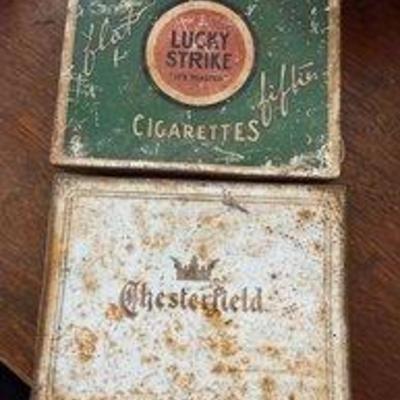 LUCKY
STRIKE
"IT'S TOASTED"
flat
fifties
CIGARETTES
Chesterfield